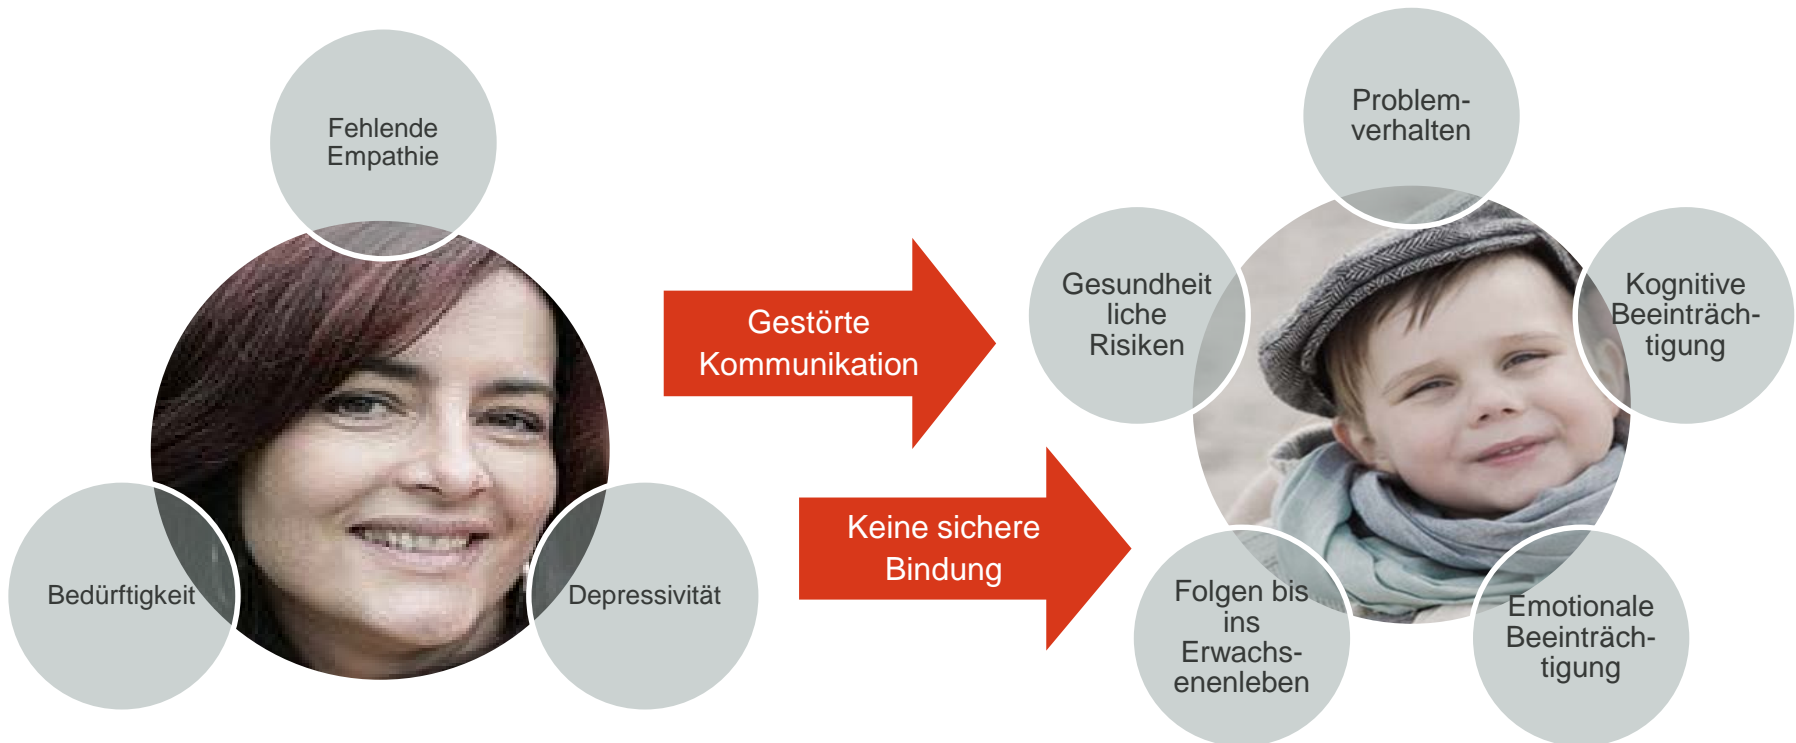 Fehlende
Empathie
Bedürftigkeit
Depressivität
Gestörte
Kommunikation
Keine sichere
Bindung
Problem-
verhalten
Gesundheit
liche
Risiken
Kognitive
Beeinträch-
tigung
Folgen bis
ins
Erwachs-
enenleben
Emotionale
Beeinträch-
tigung